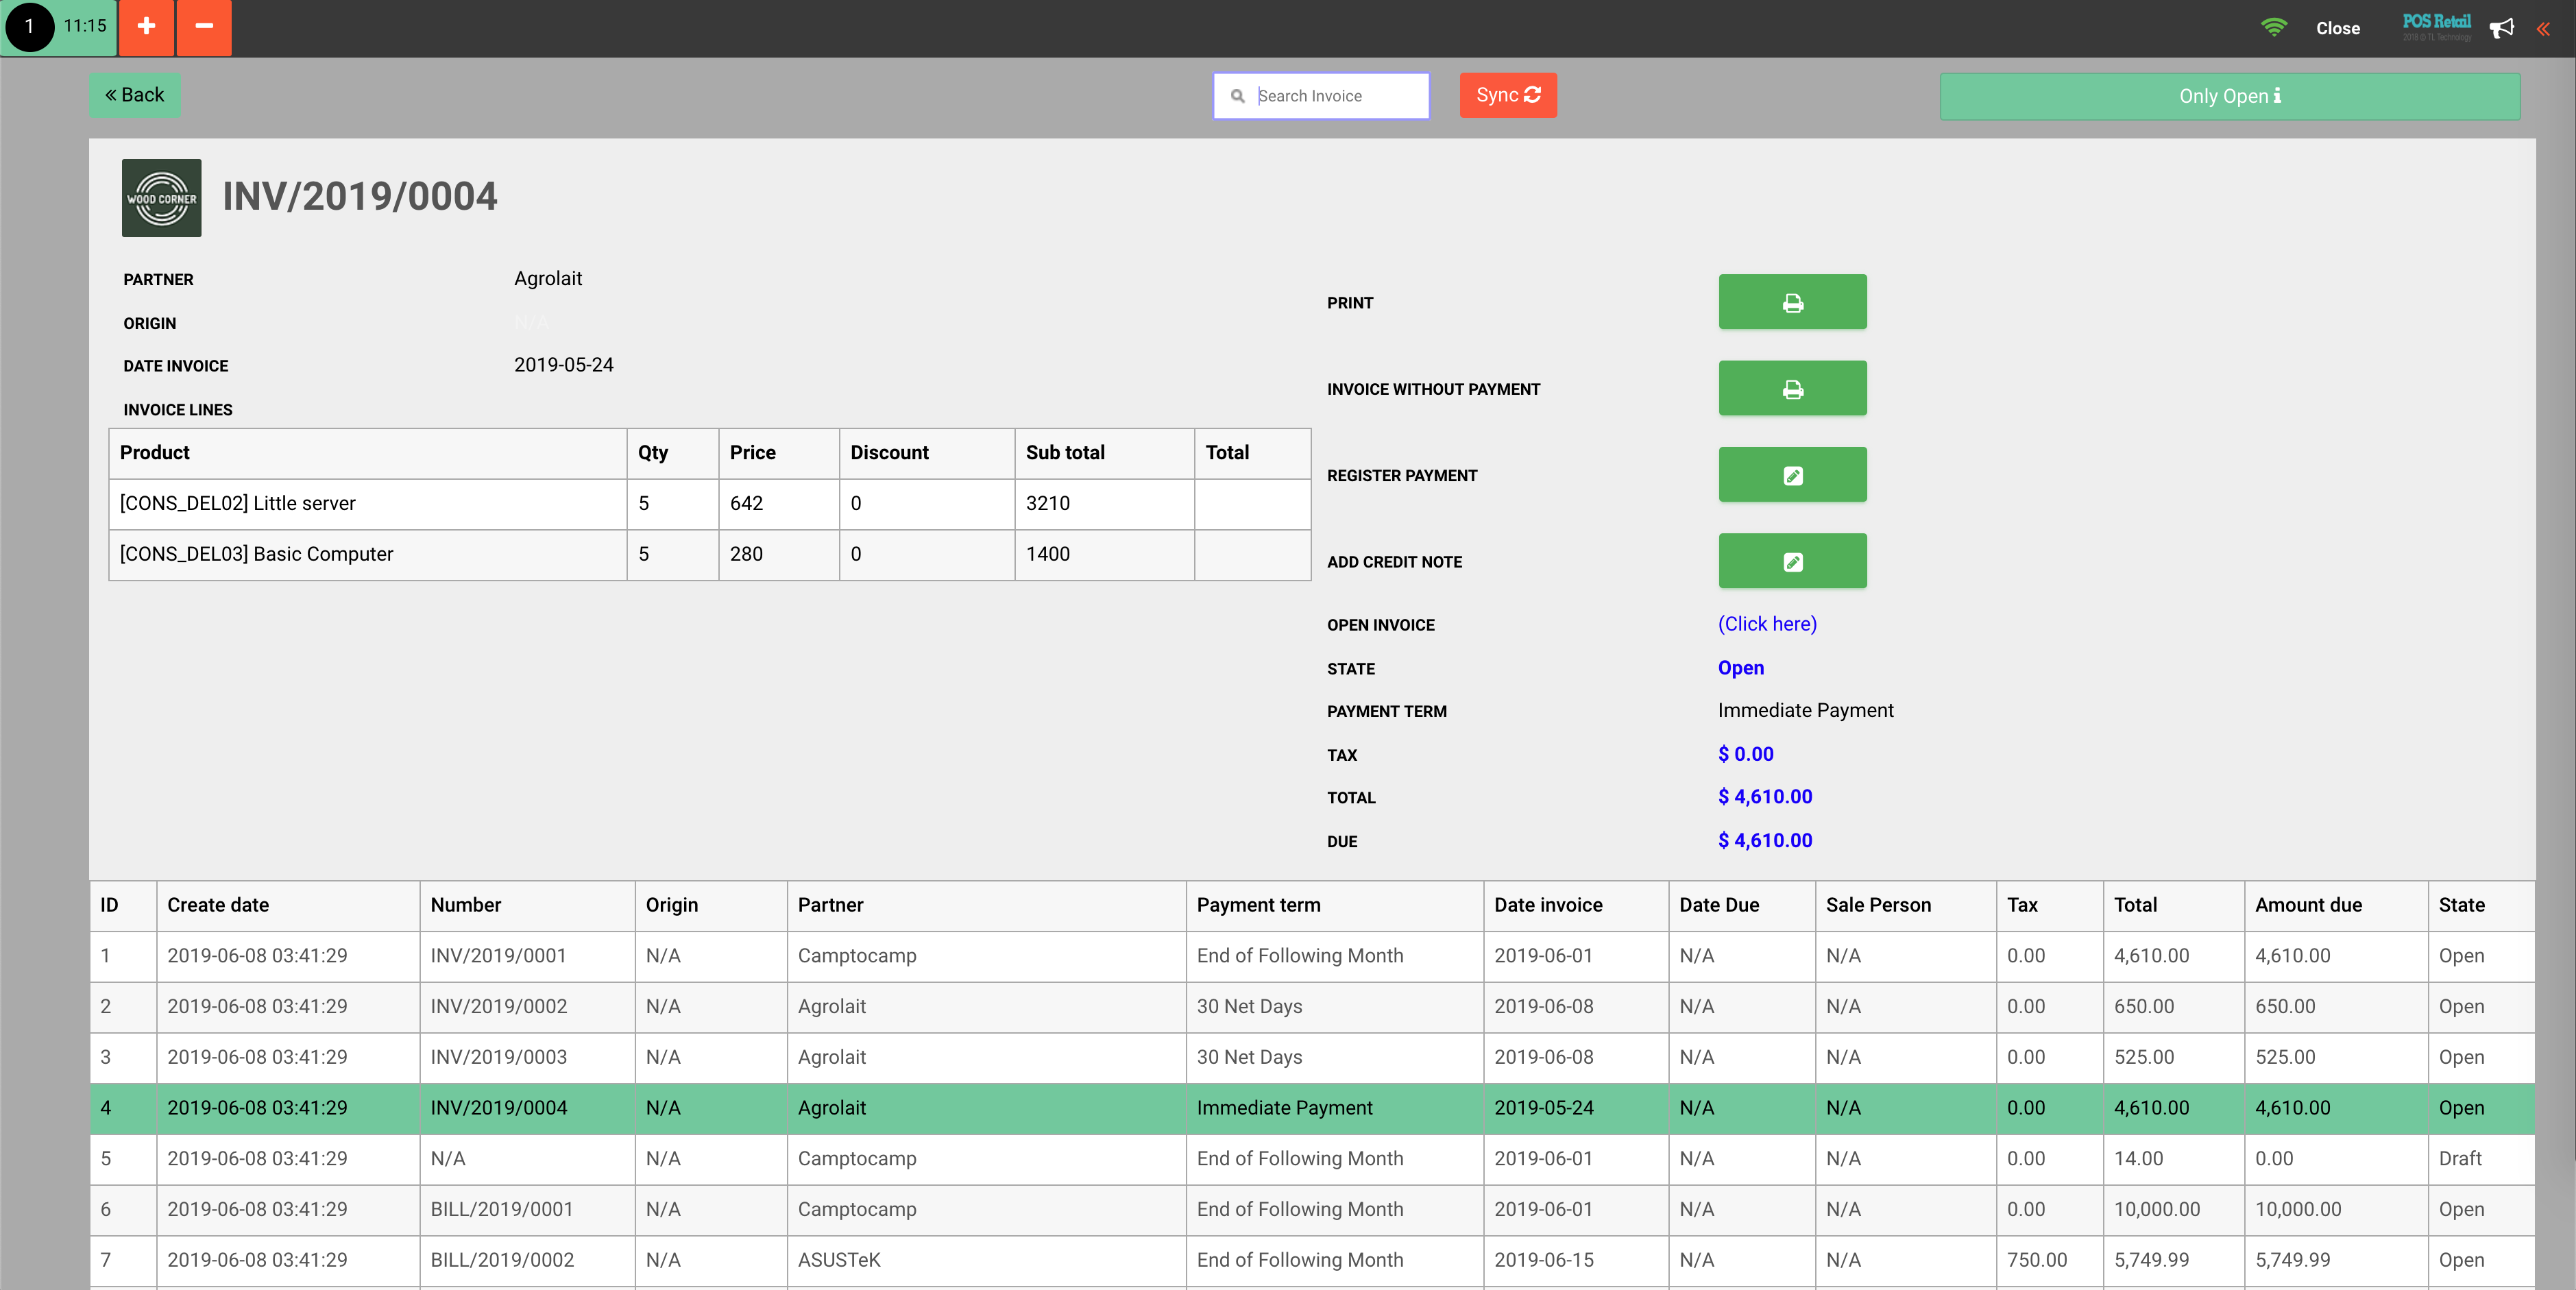 1 11:15 Close POS Retail
2018 © TL Technology
Back Search Invoice Sync Only Open
WOOD CORNER INV/2019/0004
PARTNER Agrolait
ORIGIN N/A
DATE INVOICE 2019-05-24
INVOICE LINES
Product Qty Price Discount Sub total Total
[CONS_DEL02] Little server 5 642 0 3210
[CONS_DEL03] Basic Computer 5 280 0 1400
PRINT
INVOICE WITHOUT PAYMENT
REGISTER PAYMENT
ADD CREDIT NOTE
OPEN INVOICE (Click here)
STATE Open
PAYMENT TERM Immediate Payment
TAX $ 0.00
TOTAL $ 4,610.00
DUE $ 4,610.00
ID Create date Number Origin Partner Payment term Date invoice Date Due Sale Person Tax Total Amount due State
1 2019-06-08 03:41:29 INV/2019/0001 N/A Camptocamp End of Following Month 2019-06-01 N/A N/A 0.00 4,610.00 4,610.00 Open
2 2019-06-08 03:41:29 INV/2019/0002 N/A Agrolait 30 Net Days 2019-06-08 N/A N/A 0.00 650.00 650.00 Open
3 2019-06-08 03:41:29 INV/2019/0003 N/A Agrolait 30 Net Days 2019-06-08 N/A N/A 0.00 525.00 525.00 Open
4 2019-06-08 03:41:29 INV/2019/0004 N/A Agrolait Immediate Payment 2019-05-24 N/A N/A 0.00 4,610.00 4,610.00 Open
5 2019-06-08 03:41:29 N/A N/A Camptocamp End of Following Month 2019-06-01 N/A N/A 0.00 14.00 0.00 Draft
6 2019-06-08 03:41:29 BILL/2019/0001 N/A Camptocamp End of Following Month 2019-06-01 N/A N/A 0.00 10,000.00 10,000.00 Open
7 2019-06-08 03:41:29 BILL/2019/0002 N/A ASUSTeK End of Following Month 2019-06-15 N/A N/A 750.00 5,749.99 5,749.99 Open